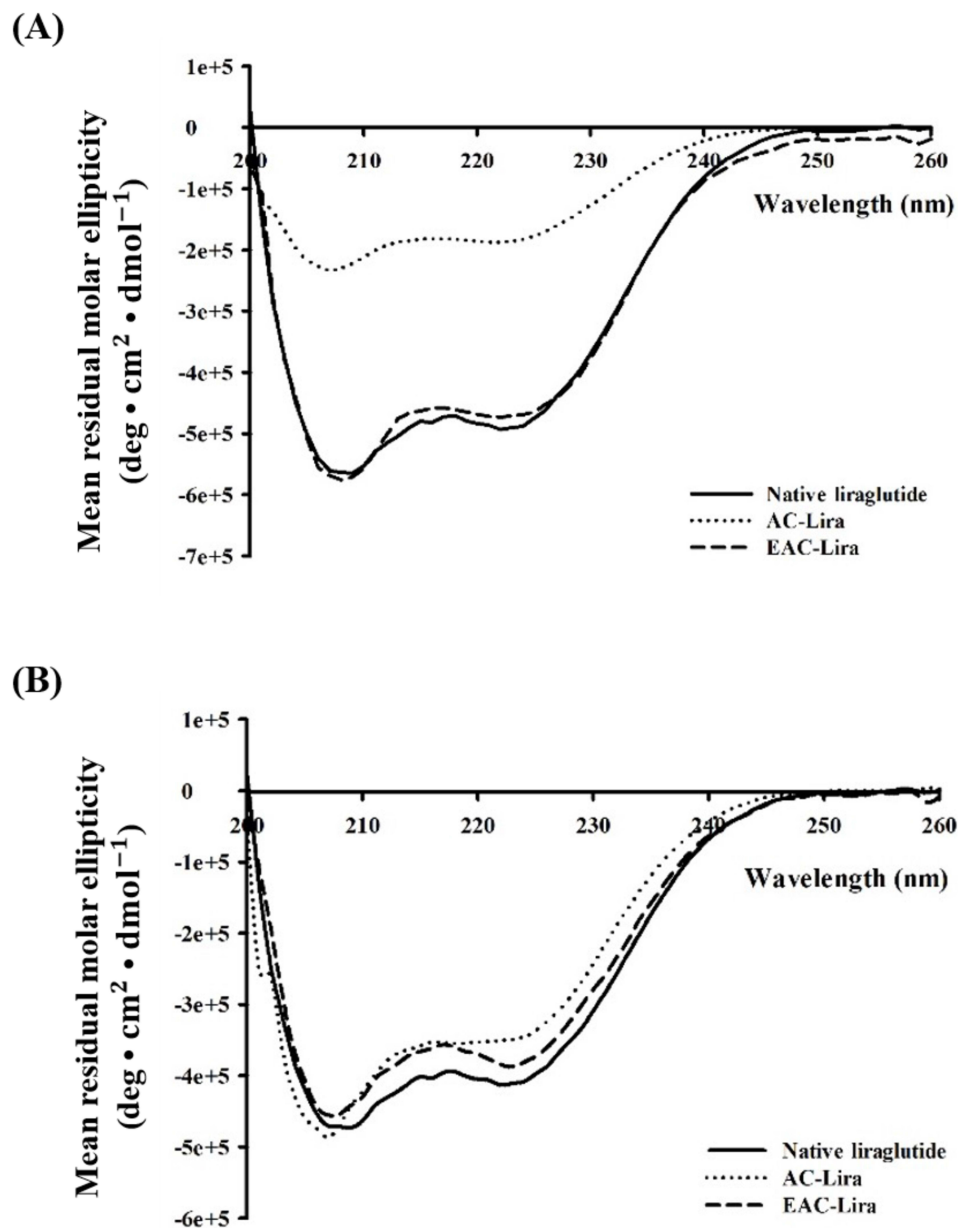 (A)
Mean residual molar ellipticity
(deg • cm² • dmol⁻¹)
1e+5
0
-1e+5
-2e+5
-3e+5
-4e+5
-5e+5
-6e+5
-7e+5
200 210 220 230 240 250 260
Wavelength (nm)
Native liraglutide
AC-Lira
EAC-Lira
(B)
Mean residual molar ellipticity
(deg • cm² • dmol⁻¹)
1e+5
0
-1e+5
-2e+5
-3e+5
-4e+5
-5e+5
-6e+5
200 210 220 230 240 250 260
Wavelength (nm)
Native liraglutide
AC-Lira
EAC-Lira